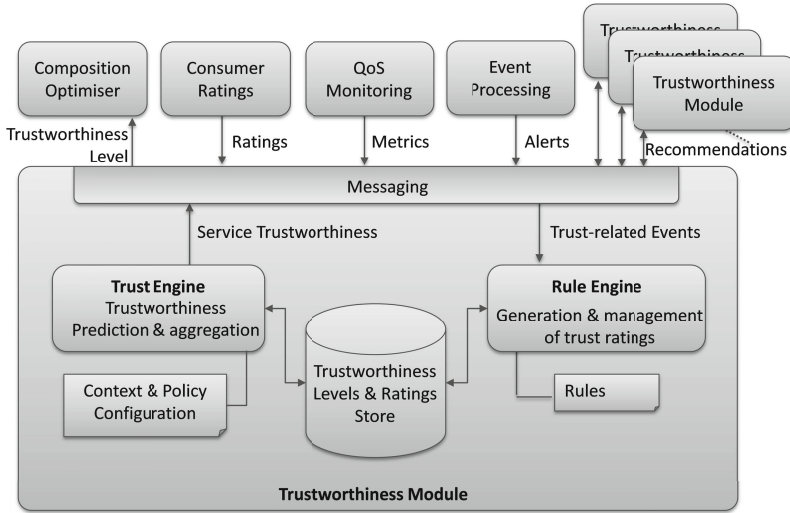 Composition
Optimiser
Consumer
Ratings
QoS
Monitoring
Event
Processing
Trustworthiness
Trustworthiness
Trustworthiness
Module
Trustworthiness
Level
Ratings
Metrics
Alerts
Recommendations
Messaging
Service Trustworthiness
Trust-related Events
Trust Engine
Trustworthiness
Prediction & aggregation
Rule Engine
Generation & management
of trust ratings
Trustworthiness
Levels & Ratings
Store
Context & Policy
Configuration
Rules
Trustworthiness Module